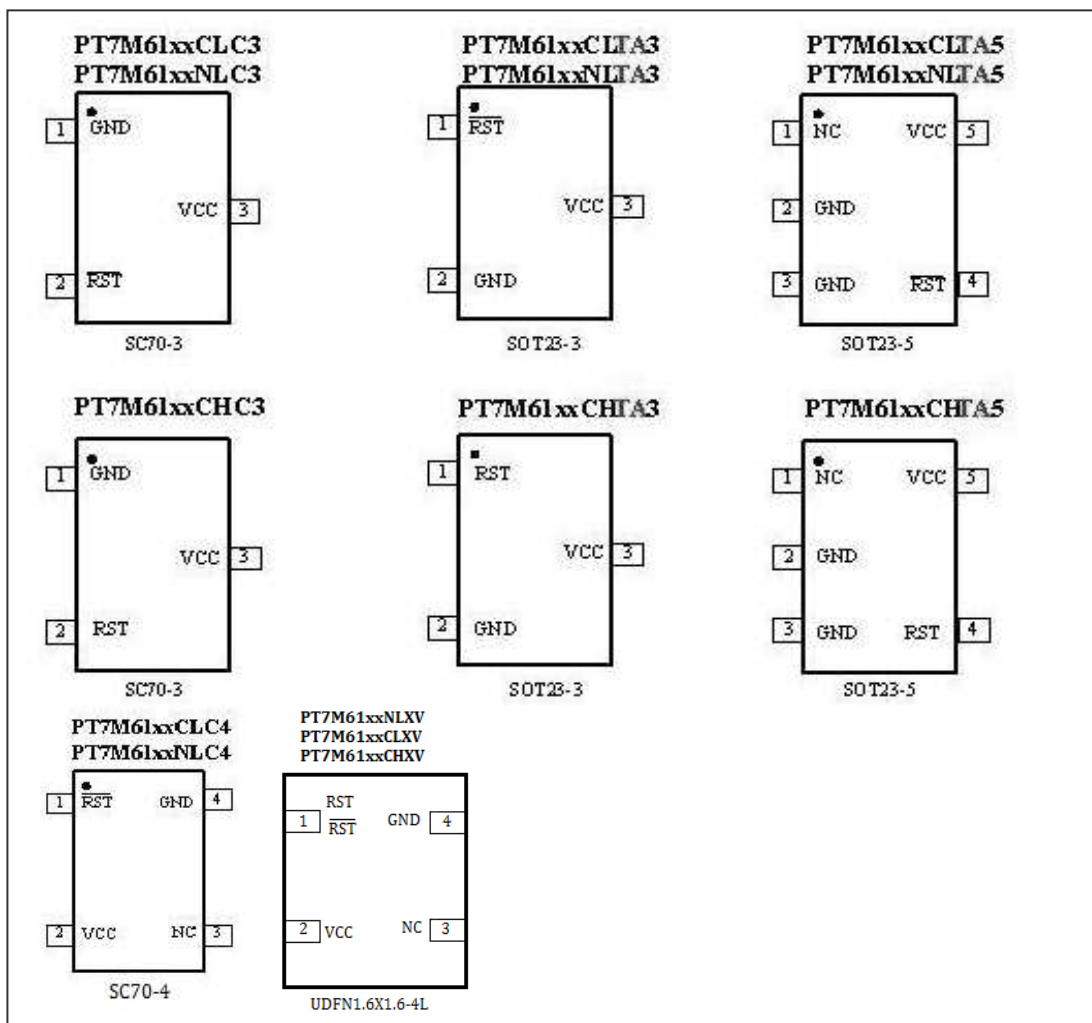 PT7M61xxCLC3
PT7M61xxNLC3
1
GND
VCC
3
2
RST
SC70-3
PT7M61xxCLTA3
PT7M61xxNLTA3
1
RST
VCC
3
2
GND
SOT23-3
PT7M61xxCLTA5
PT7M61xxNLTA5
1
NC
VCC
5
2
GND
3
GND
RST
4
SOT23-5
PT7M61xxCHC3
1
GND
VCC
3
2
RST
SC70-3
PT7M61xxCHTA3
1
RST
VCC
3
2
GND
SOT23-3
PT7M61xxCHTA5
1
NC
VCC
5
2
GND
3
GND
RST
4
SOT23-5
PT7M61xxCLC4
PT7M61xxNLC4
1
RST
GND
4
2
VCC
NC
3
SC70-4
PT7M61xxNLXV
PT7M61xxCLXV
PT7M61xxCHXV
RST
1
RST
GND
4
2
VCC
NC
3
UDFN1.6X1.6-4L